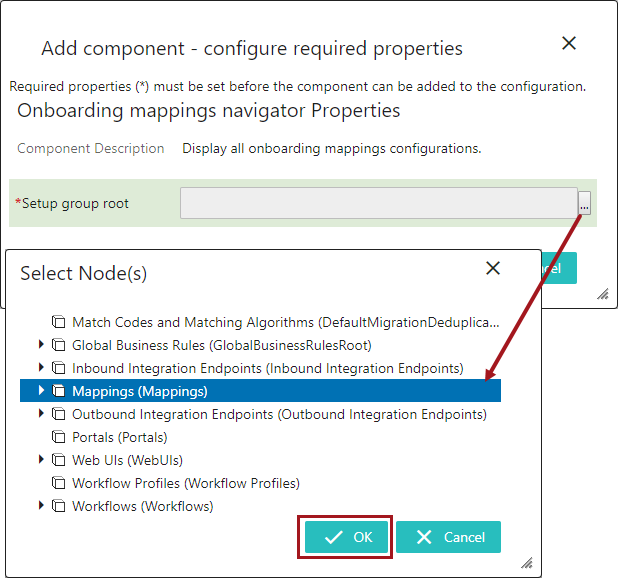 Add component - configure required properties
Required properties (*) must be set before the component can be added to the configuration.
Onboarding mappings navigator Properties
Component Description Display all onboarding mappings configurations.
*Setup group root ...
Select Node(s)
Match Codes and Matching Algorithms (DefaultMigrationDeduplica...
Global Business Rules (GlobalBusinessRulesRoot)
Inbound Integration Endpoints (Inbound Integration Endpoints)
Mappings (Mappings)
Outbound Integration Endpoints (Outbound Integration Endpoints)
Portals (Portals)
Web UIs (WebUIs)
Workflow Profiles (Workflow Profiles)
Workflows (Workflows)
OK Cancel